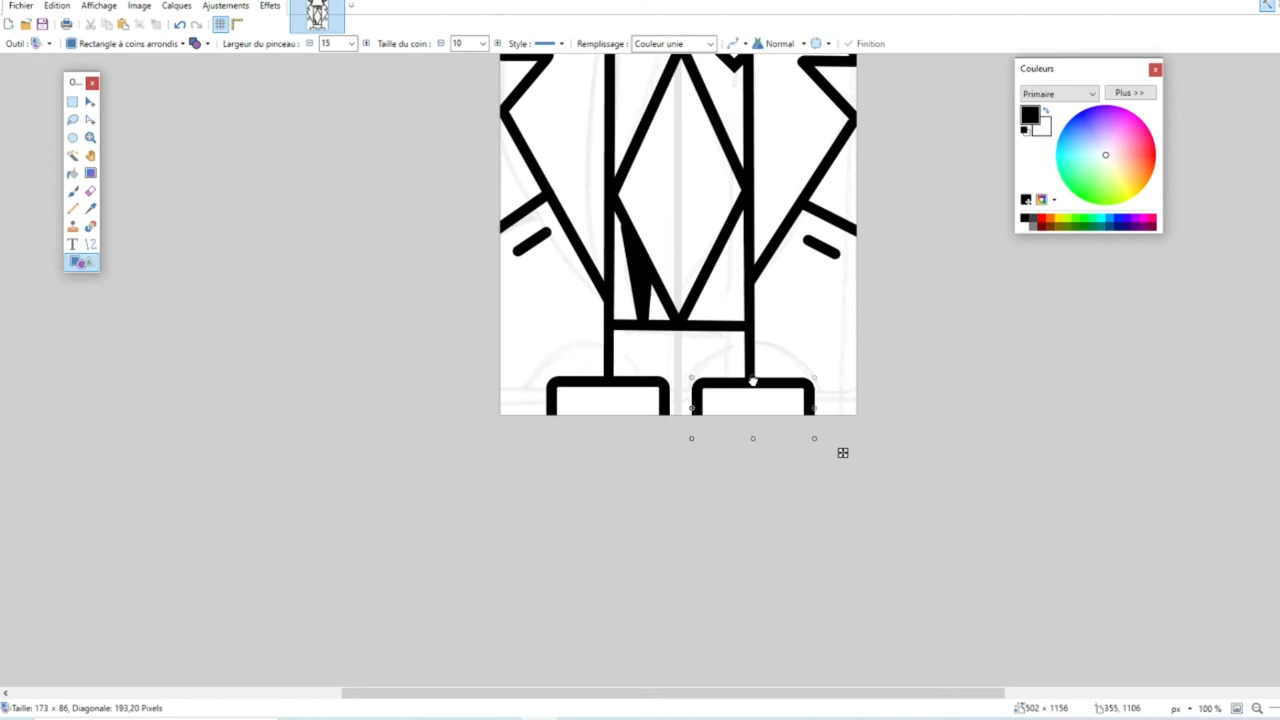 Fichier Edition Affichage Image Calques Ajustements Effets
Outil : Rectangle à coins arrondis Largeur du pinceau : 15 Taille du coin : 10 Style : Remplissage : Couleur unie Normal Finition
O...
Couleurs
Primaire Plus >>
T
Taille: 173 × 86, Diagonale: 193,20 Pixels 502 × 1156 355, 1106 px 100 %